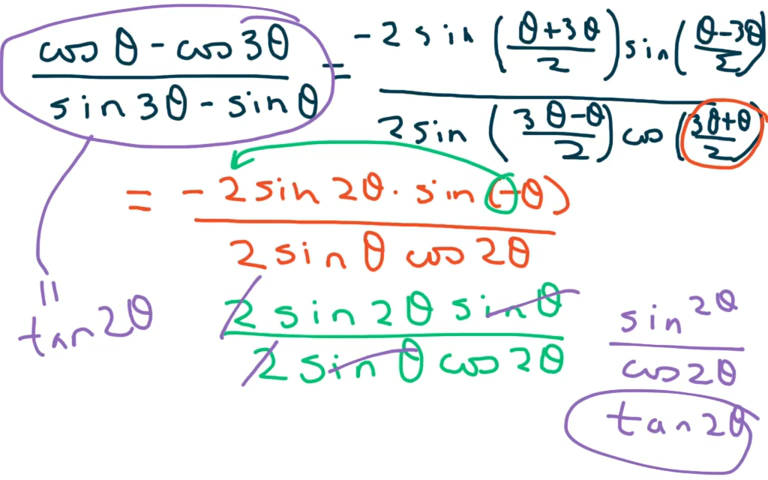 cos θ - cos 3θ / sin 3θ - sin θ = -2 sin (θ+3θ / 2) sin (θ-3θ / 2) / 2 sin (3θ-θ / 2) cos (3θ+θ / 2)
= -2 sin 2θ · sin (-θ) / 2 sin θ cos 2θ
= tan 2θ
2 sin 2θ sin θ / 2 sin θ cos 2θ
sin 2θ / cos 2θ
tan 2θ